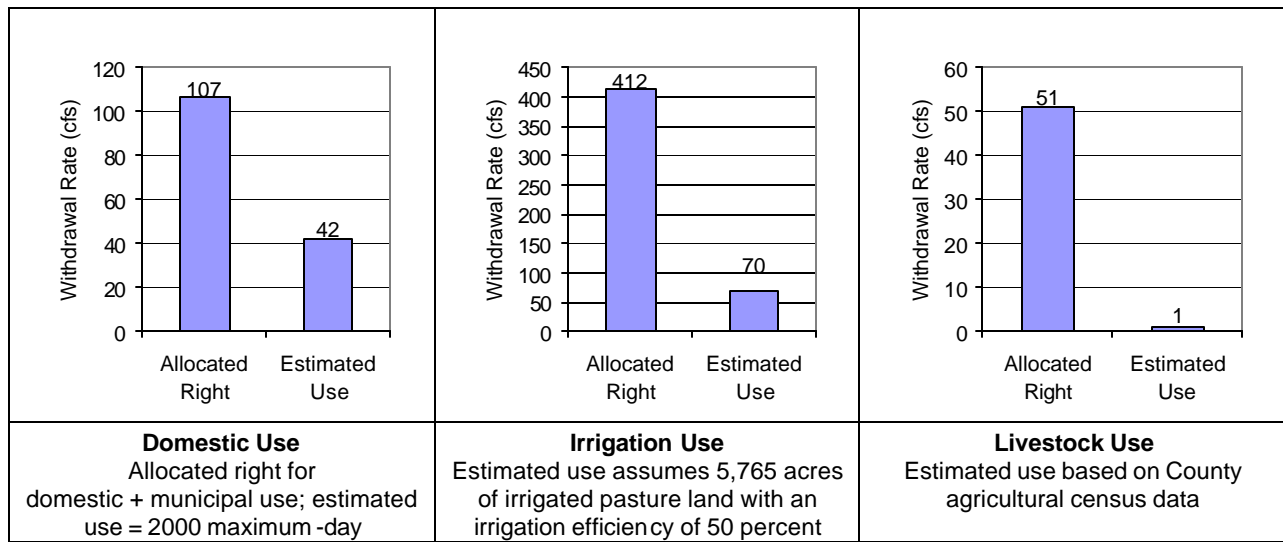 120
100
80
60
40
20
0
Withdrawal Rate (cfs)
107
42
Allocated
Right
Estimated
Use
450
400
350
300
250
200
150
100
50
0
Withdrawal Rate (cfs)
412
70
Allocated
Right
Estimated
Use
60
50
40
30
20
10
0
Withdrawal Rate (cfs)
51
1
Allocated
Right
Estimated
Use
Domestic Use
Allocated right for
domestic + municipal use; estimated
use = 2000 maximum -day
Irrigation Use
Estimated use assumes 5,765 acres
of irrigated pasture land with an
irrigation efficiency of 50 percent
Livestock Use
Estimated use based on County
agricultural census data